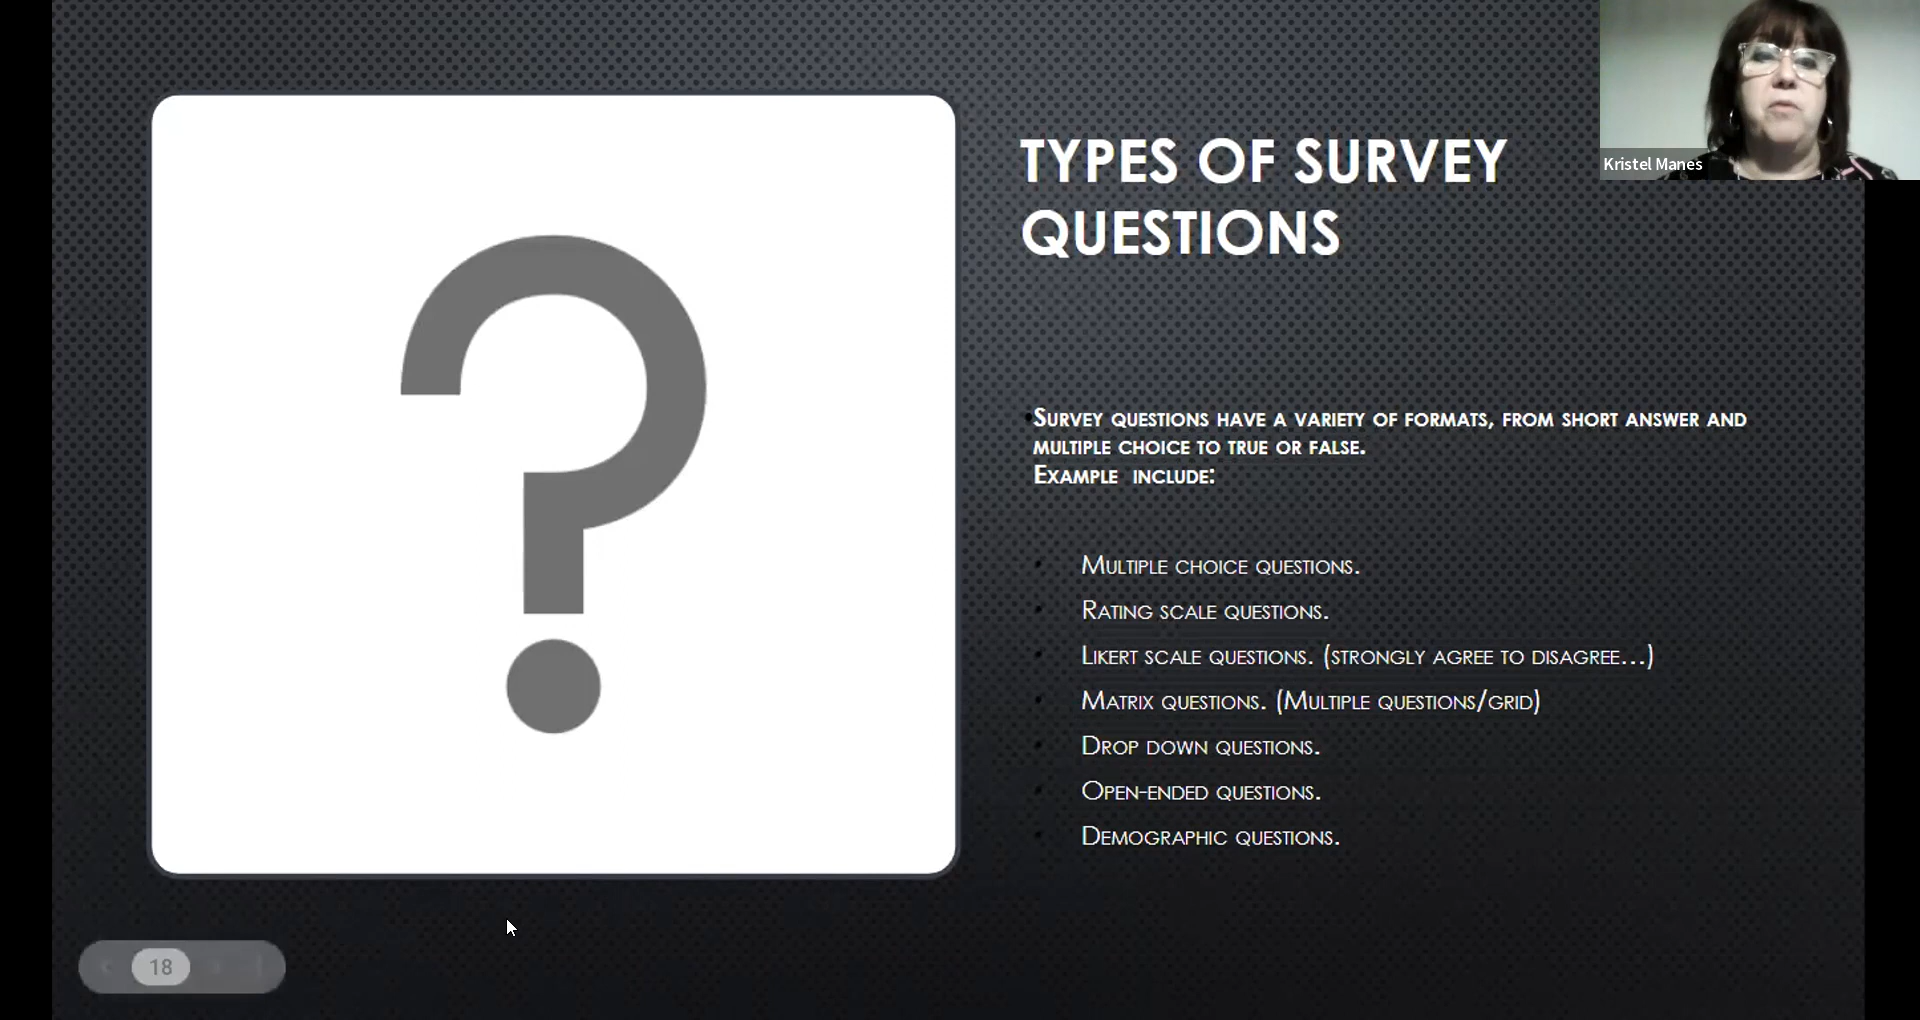 TYPES OF SURVEY
QUESTIONS
Kristel Manes
SURVEY QUESTIONS HAVE A VARIETY OF FORMATS, FROM SHORT ANSWER AND
MULTIPLE CHOICE TO TRUE OR FALSE.
EXAMPLE INCLUDE:
MULTIPLE CHOICE QUESTIONS.
RATING SCALE QUESTIONS.
LIKERT SCALE QUESTIONS. (STRONGLY AGREE TO DISAGREE...)
MATRIX QUESTIONS. (MULTIPLE QUESTIONS/GRID)
DROP DOWN QUESTIONS.
OPEN-ENDED QUESTIONS.
DEMOGRAPHIC QUESTIONS.
18